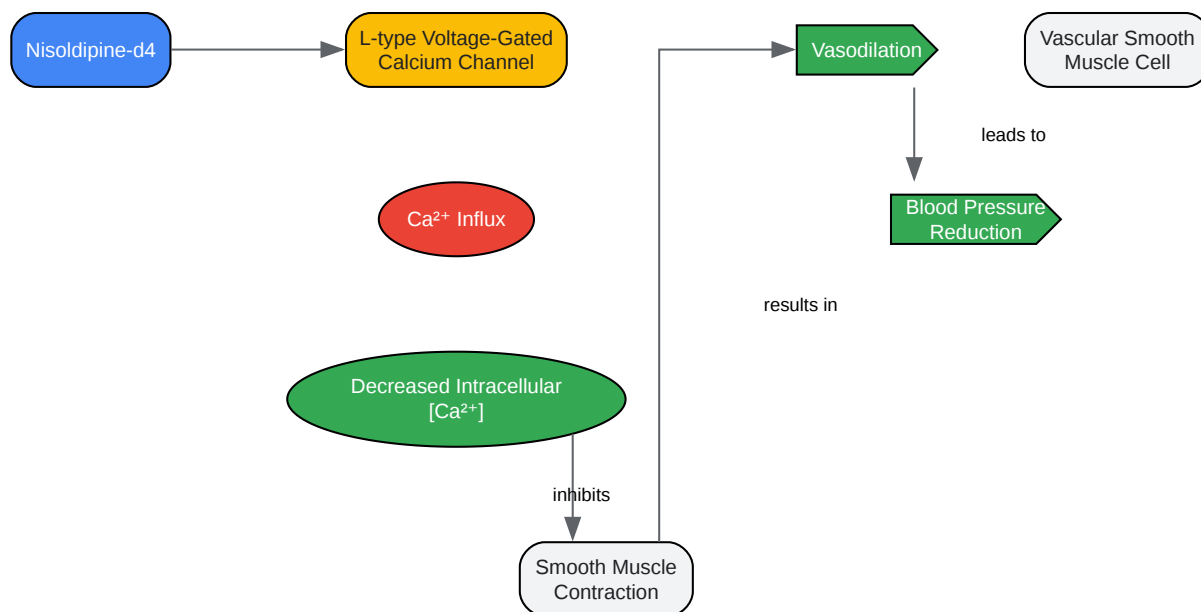 Nisoldipine-d4
L-type Voltage-Gated
Calcium Channel
Vasodilation
Vascular Smooth
Muscle Cell
leads to
Blood Pressure
Reduction
Ca²⁺ Influx
results in
Decreased Intracellular
[Ca²⁺]
inhibits
Smooth Muscle
Contraction